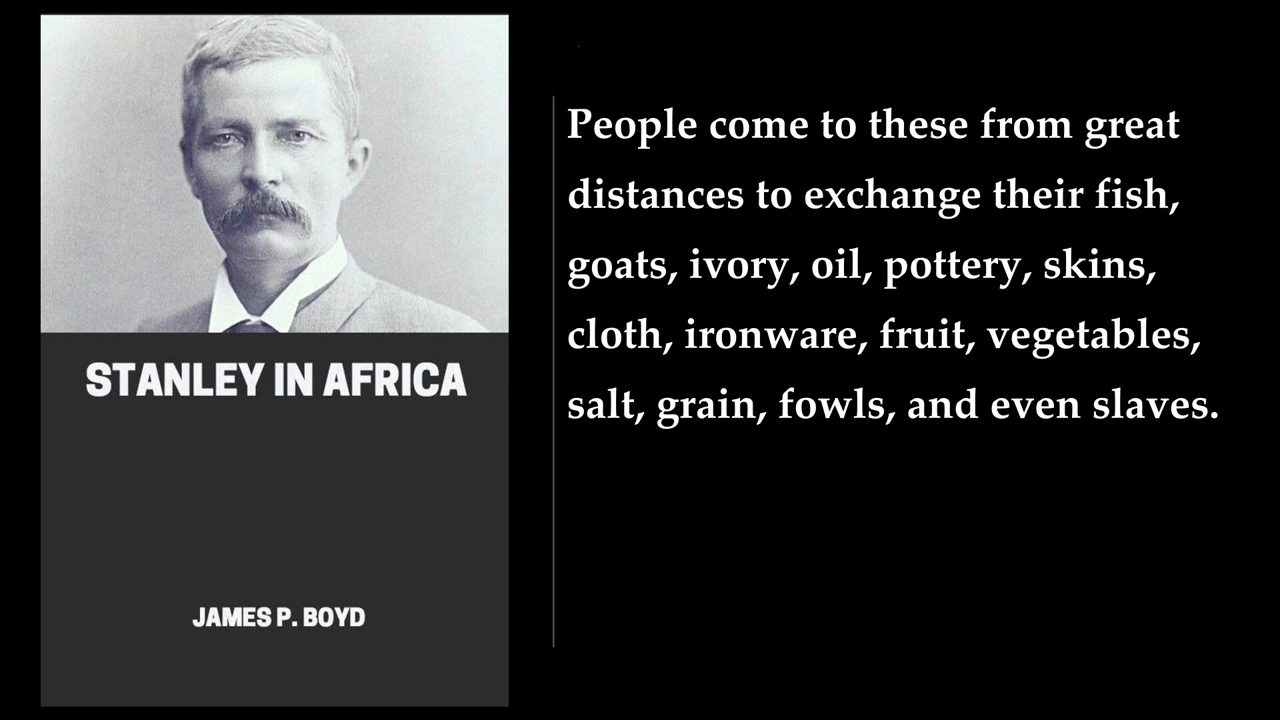 STANLEY IN AFRICA
JAMES P. BOYD
People come to these from great
distances to exchange their fish,
goats, ivory, oil, pottery, skins,
cloth, ironware, fruit, vegetables,
salt, grain, fowls, and even slaves.